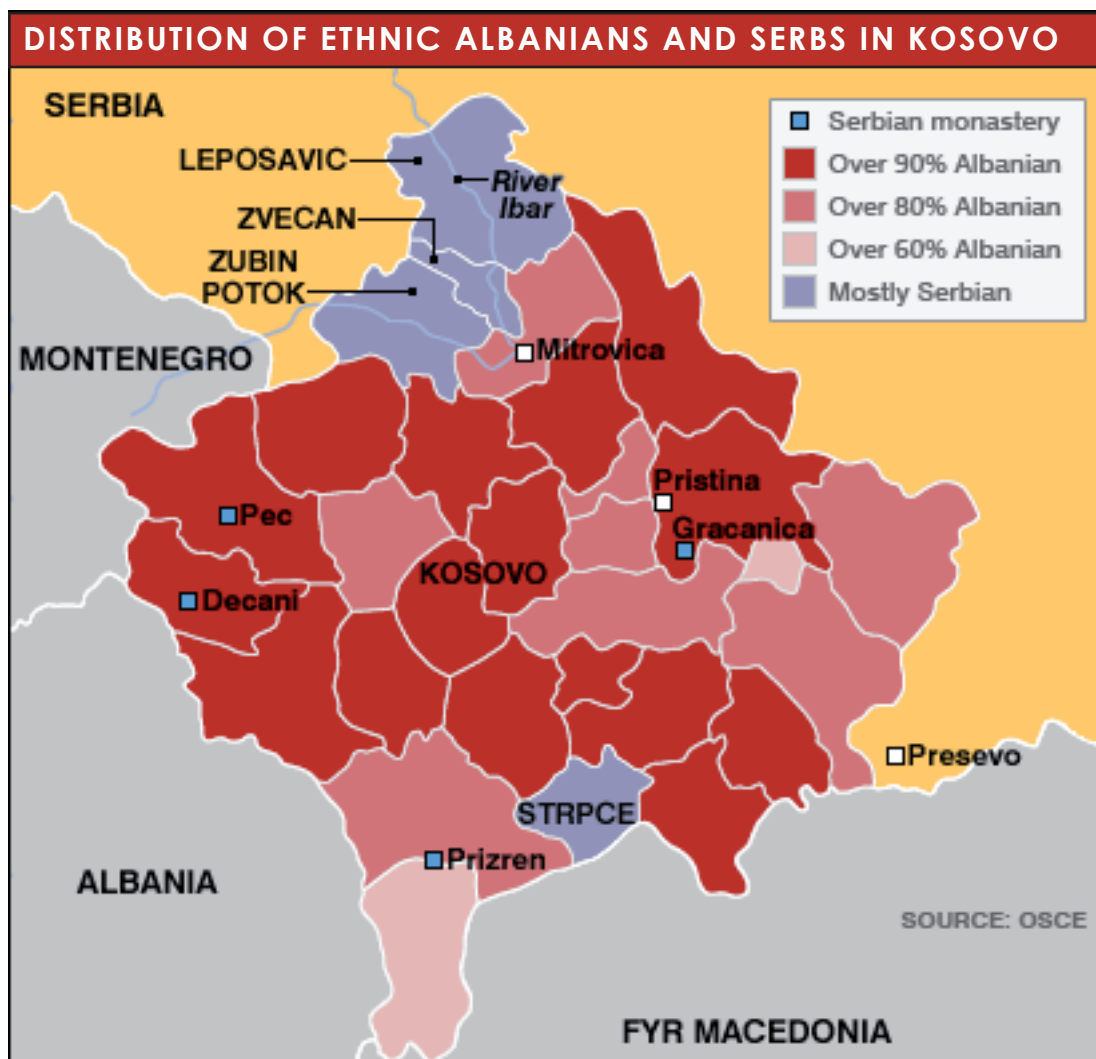 DISTRIBUTION OF ETHNIC ALBANIANS AND SERBS IN KOSOVO
SERBIA
Serbian monastery
Over 90% Albanian
Over 80% Albanian
Over 60% Albanian
Mostly Serbian
LEPOSAVIC
River
Ibar
ZVECAN
ZUBIN
POTOK
MONTENEGRO
Mitrovica
Pristina
Pec
Gracanica
KOSOVO
Decani
Presevo
STRPCE
Prizren
ALBANIA
SOURCE: OSCE
FYR MACEDONIA